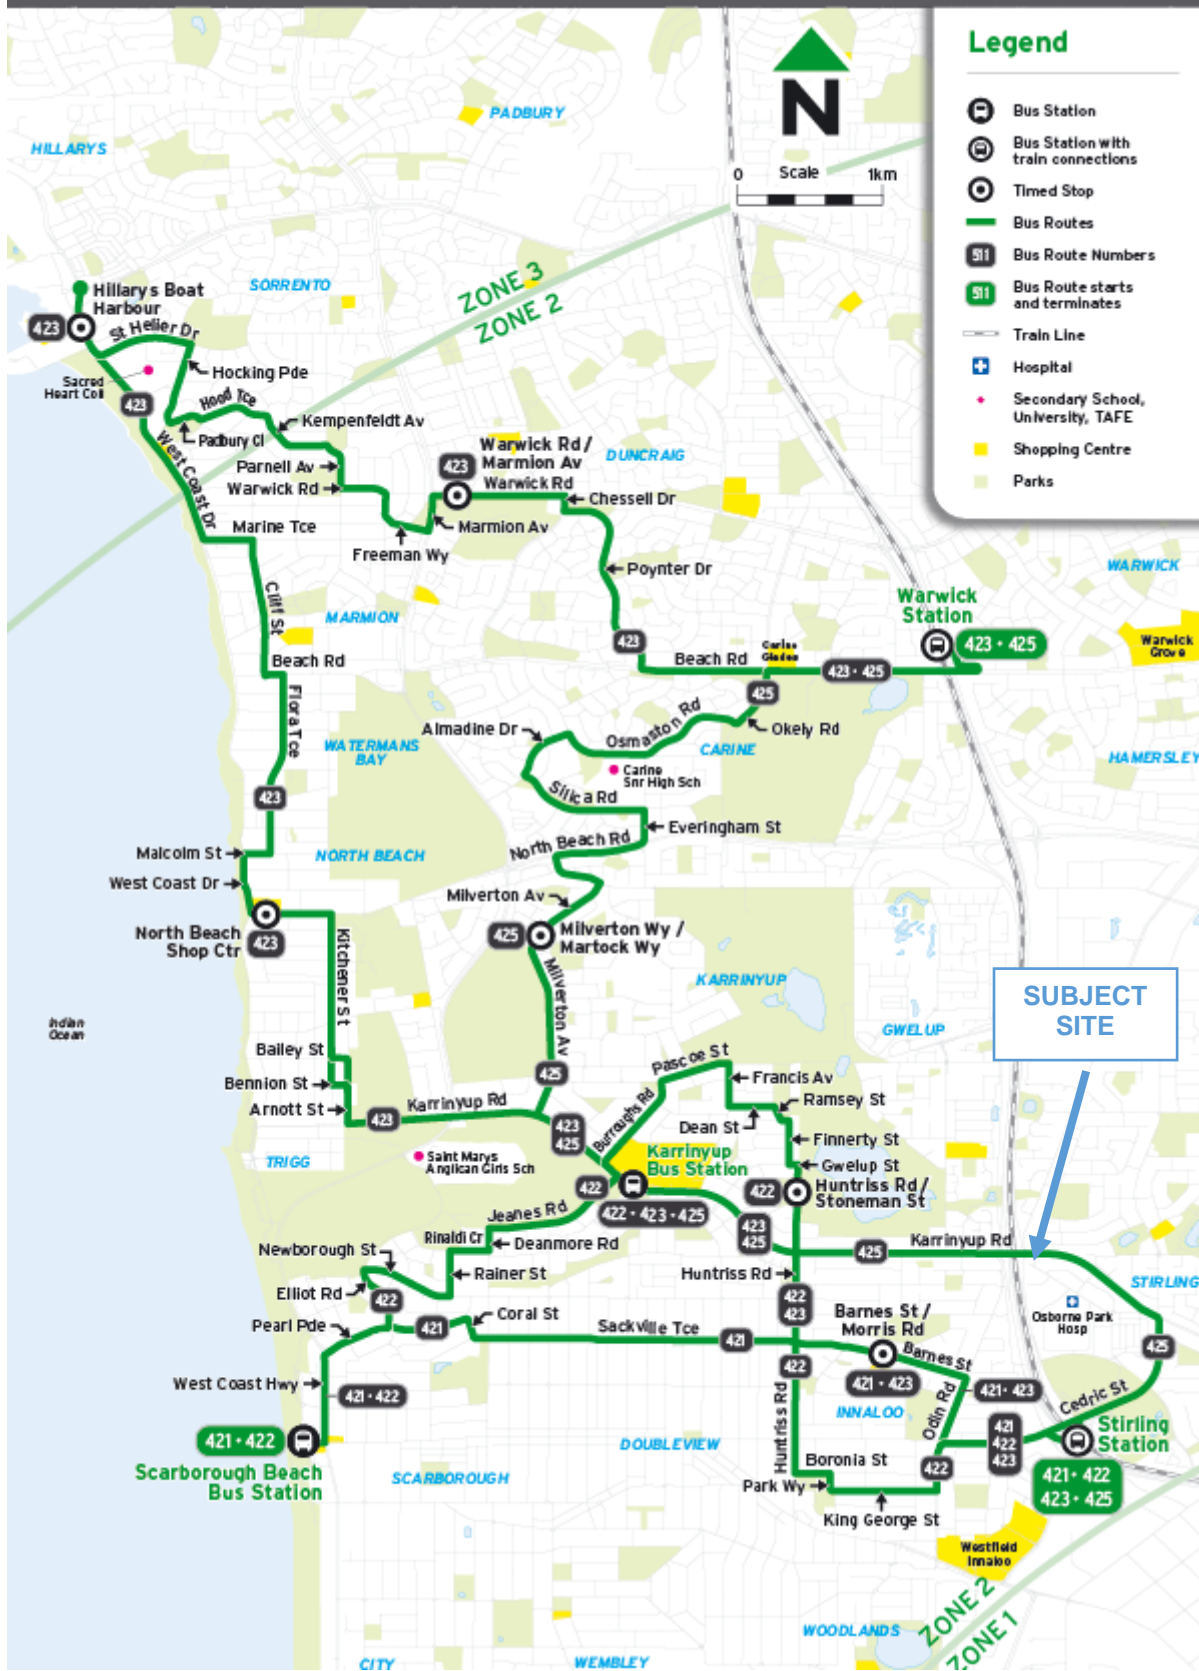 Legend
Bus Station
Bus Station with
train connections
Timed Stop
Bus Routes
511
Bus Route Numbers
511
Bus Route starts
and terminates
Train Line
Hospital
Secondary School,
University, TAFE
Shopping Centre
Parks
N
0 Scale 1km
PADBURY
HILLARYS
SORRENTO
ZONE 3
ZONE 2
Hillarys Boat
Harbour
423
St Helier Dr
Sacred
Heart Coll
Hocking Pde
423
Hood Tce
Kempenfeldt Av
Padbury Cl
West Coast Dr
Parnell Av
Warwick Rd
Warwick Rd /
Marmion Av
423
Warwick Rd
DUNCRAIG
Chessell Dr
Marmion Av
Freeman Wy
Marine Tce
Poynter Dr
WARWICK
Cliff St
MARMION
Warwick
Station
423 • 425
Warwick
Grove
423
Beach Rd
Beach Rd
Carine
Glades
423 • 425
425
Flora Tce
Almadine Dr
Osmaston Rd
Okely Rd
WATERMANS
BAY
CARINE
HAMERSLEY
Carine
Snr High Sch
Silica Rd
423
Everingham St
North Beach Rd
Malcolm St
NORTH BEACH
West Coast Dr
Milverton Av
North Beach
Shop Ctr
423
425
Milverton Wy /
Martock Wy
Kitchener St
Milverton Av
KARRINYUP
SUBJECT
SITE
Indian
Ocean
GWELUP
Bailey St
Pascoe St
Bennion St
425
Francis Av
Arnott St
423
Karrinyup Rd
Burroughs Rd
Ramsey St
Dean St
423
425
Finnerty St
TRIGG
Saint Marys
Anglican Girls Sch
Karrinyup
Bus Station
Gwelup St
422
422
Huntriss Rd /
Stoneman St
422 • 423 • 425
Jeanes Rd
423
425
Rinaldi Cr
Deanmore Rd
425
Karrinyup Rd
Newborough St
Rainer St
Huntriss Rd
STIRLING
Elliot Rd
422
422
423
Osborne Park
Hosp
Pearl Pde
421
Coral St
Sackville Tce
421
Barnes St /
Morris Rd
Barnes St
425
422
421 • 423
West Coast Hwy
421 • 422
Huntriss Rd
Odin Rd
421 • 423
Cedric St
INNALOO
421 • 422
Scarborough Beach
Bus Station
DOUBLEVIEW
421
422
423
Stirling
Station
SCARBOROUGH
Boronia St
422
421 • 422
423 • 425
Park Wy
King George St
Westfield
Innaloo
ZONE 2
ZONE 1
WOODLANDS
CITY
WEMBLEY